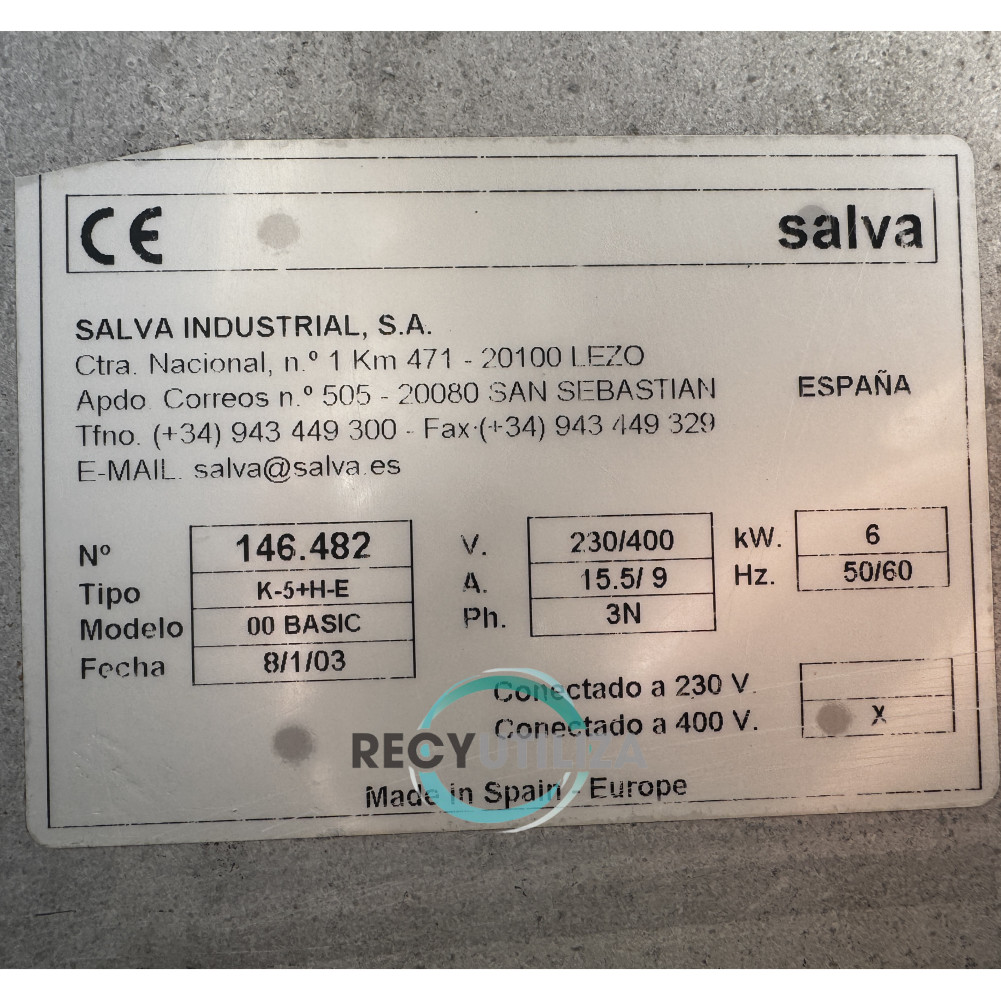 CE salva
SALVA INDUSTRIAL, S.A.
Ctra. Nacional, n.º 1 Km 471 - 20100 LEZO
Apdo. Correos n.º 505 - 20080 SAN SEBASTIAN ESPAÑA
Tfno. (+34) 943 449 300 - Fax (+34) 943 449 329
E-MAIL. salva@salva.es
Nº 146.482 V. 230/400 kW. 6
Tipo K-5+H-E A. 15.5/ 9 Hz. 50/60
Modelo 00 BASIC Ph. 3N
Fecha 8/1/03
Conectado a 230 V.
Conectado a 400 V. X
RECYUTILIZA
Made in Spain - Europe